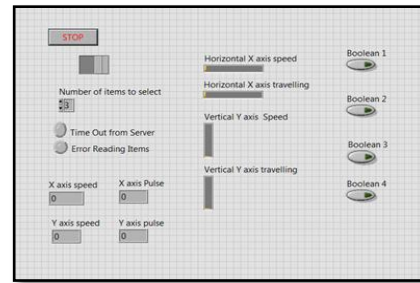 STOP
Number of items to select
3
Time Out from Server
Error Reading Items
X axis speed
X axis Pulse
0
0
Y axis speed
Y axis pulse
0
0
Horizontal X axis speed
Horizontal X axis travelling
Vertical Y axis Speed
Vertical Y axis travelling
Boolean 1
Boolean 2
Boolean 3
Boolean 4